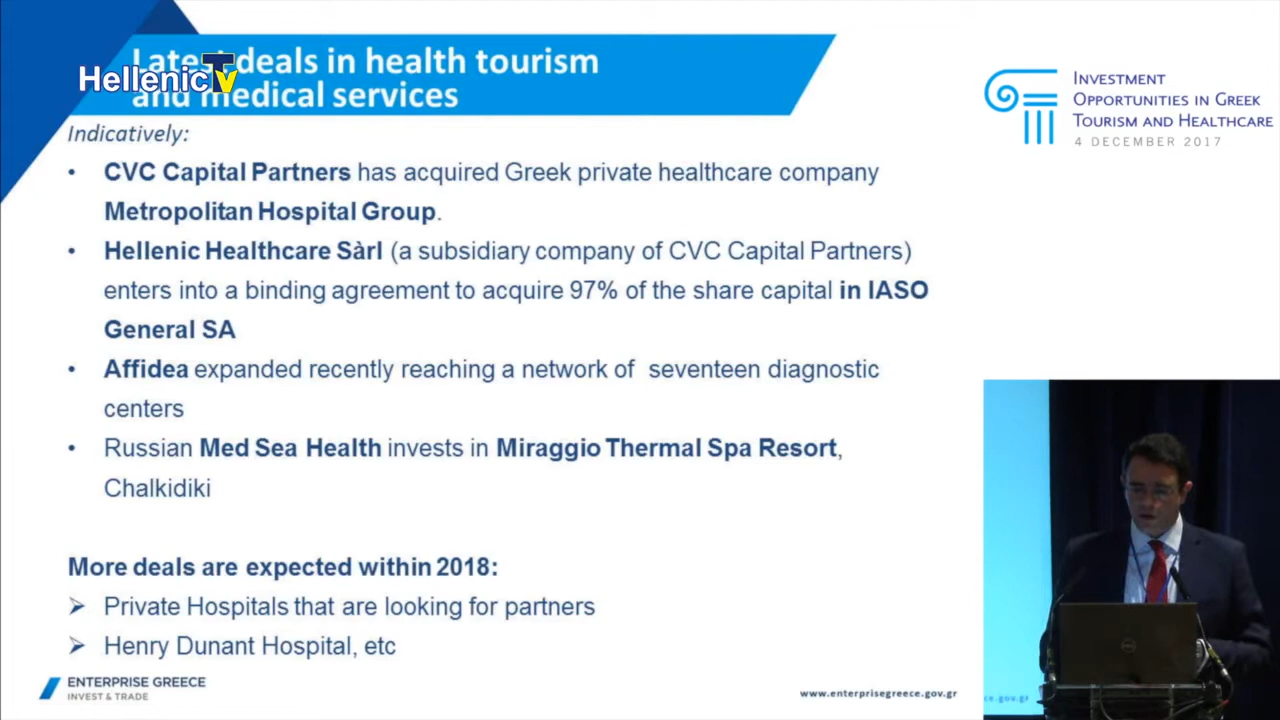 Latest deals in health tourism
HellenicTv
and medical services
INVESTMENT
OPPORTUNITIES IN GREEK
TOURISM AND HEALTHCARE
4 DECEMBER 2017
Indicatively:
• CVC Capital Partners has acquired Greek private healthcare company
Metropolitan Hospital Group.
• Hellenic Healthcare Sàrl (a subsidiary company of CVC Capital Partners)
enters into a binding agreement to acquire 97% of the share capital in IASO
General SA
• Affidea expanded recently reaching a network of seventeen diagnostic
centers
• Russian Med Sea Health invests in Miraggio Thermal Spa Resort,
Chalkidiki
More deals are expected within 2018:
➢ Private Hospitals that are looking for partners
➢ Henry Dunant Hospital, etc
ENTERPRISE GREECE
INVEST & TRADE
www.enterprisegreece.gov.gr
ce.gov.gr
DELL